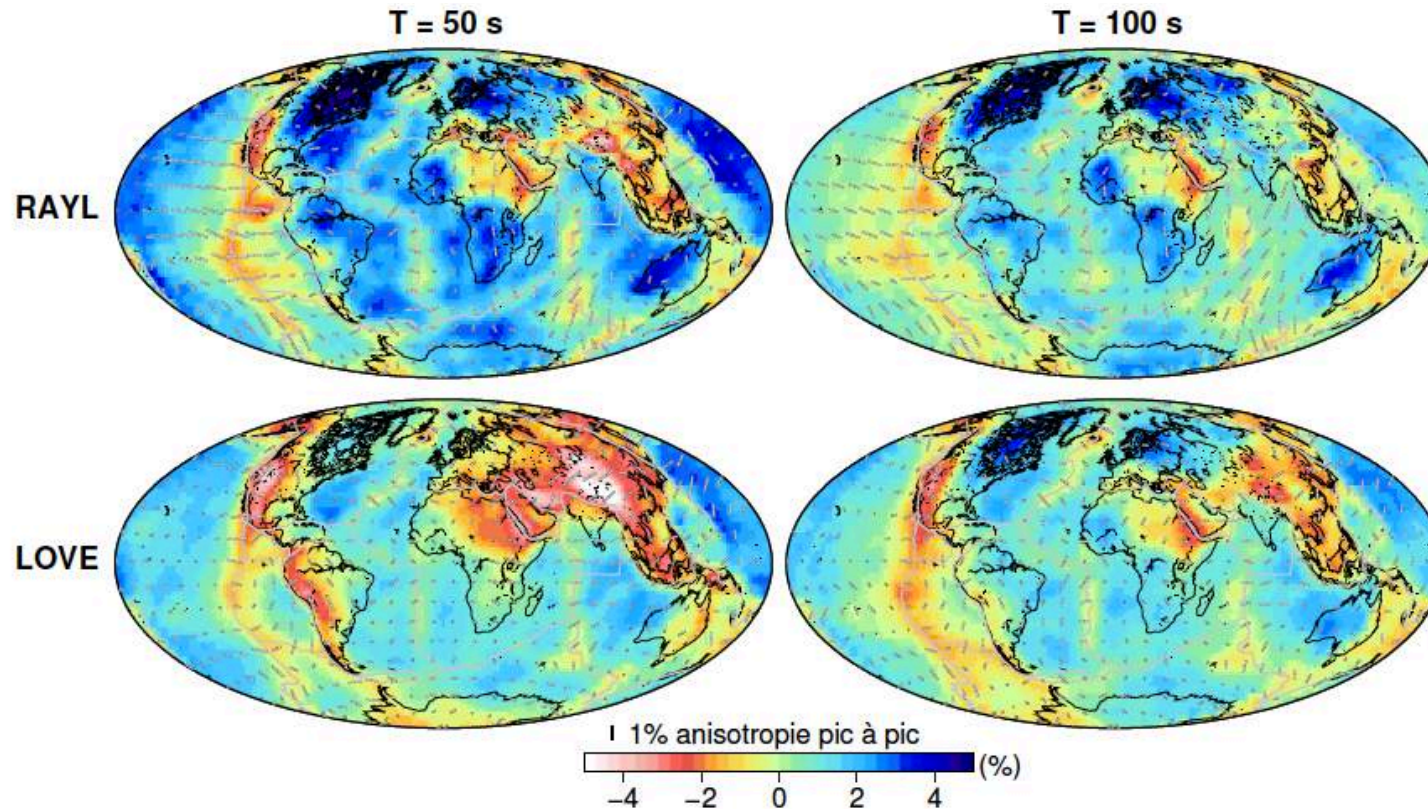 T = 50 s
T = 100 s
RAYL
LOVE
1% anisotropie pic à pic
(%)
−4 −2 0 2 4